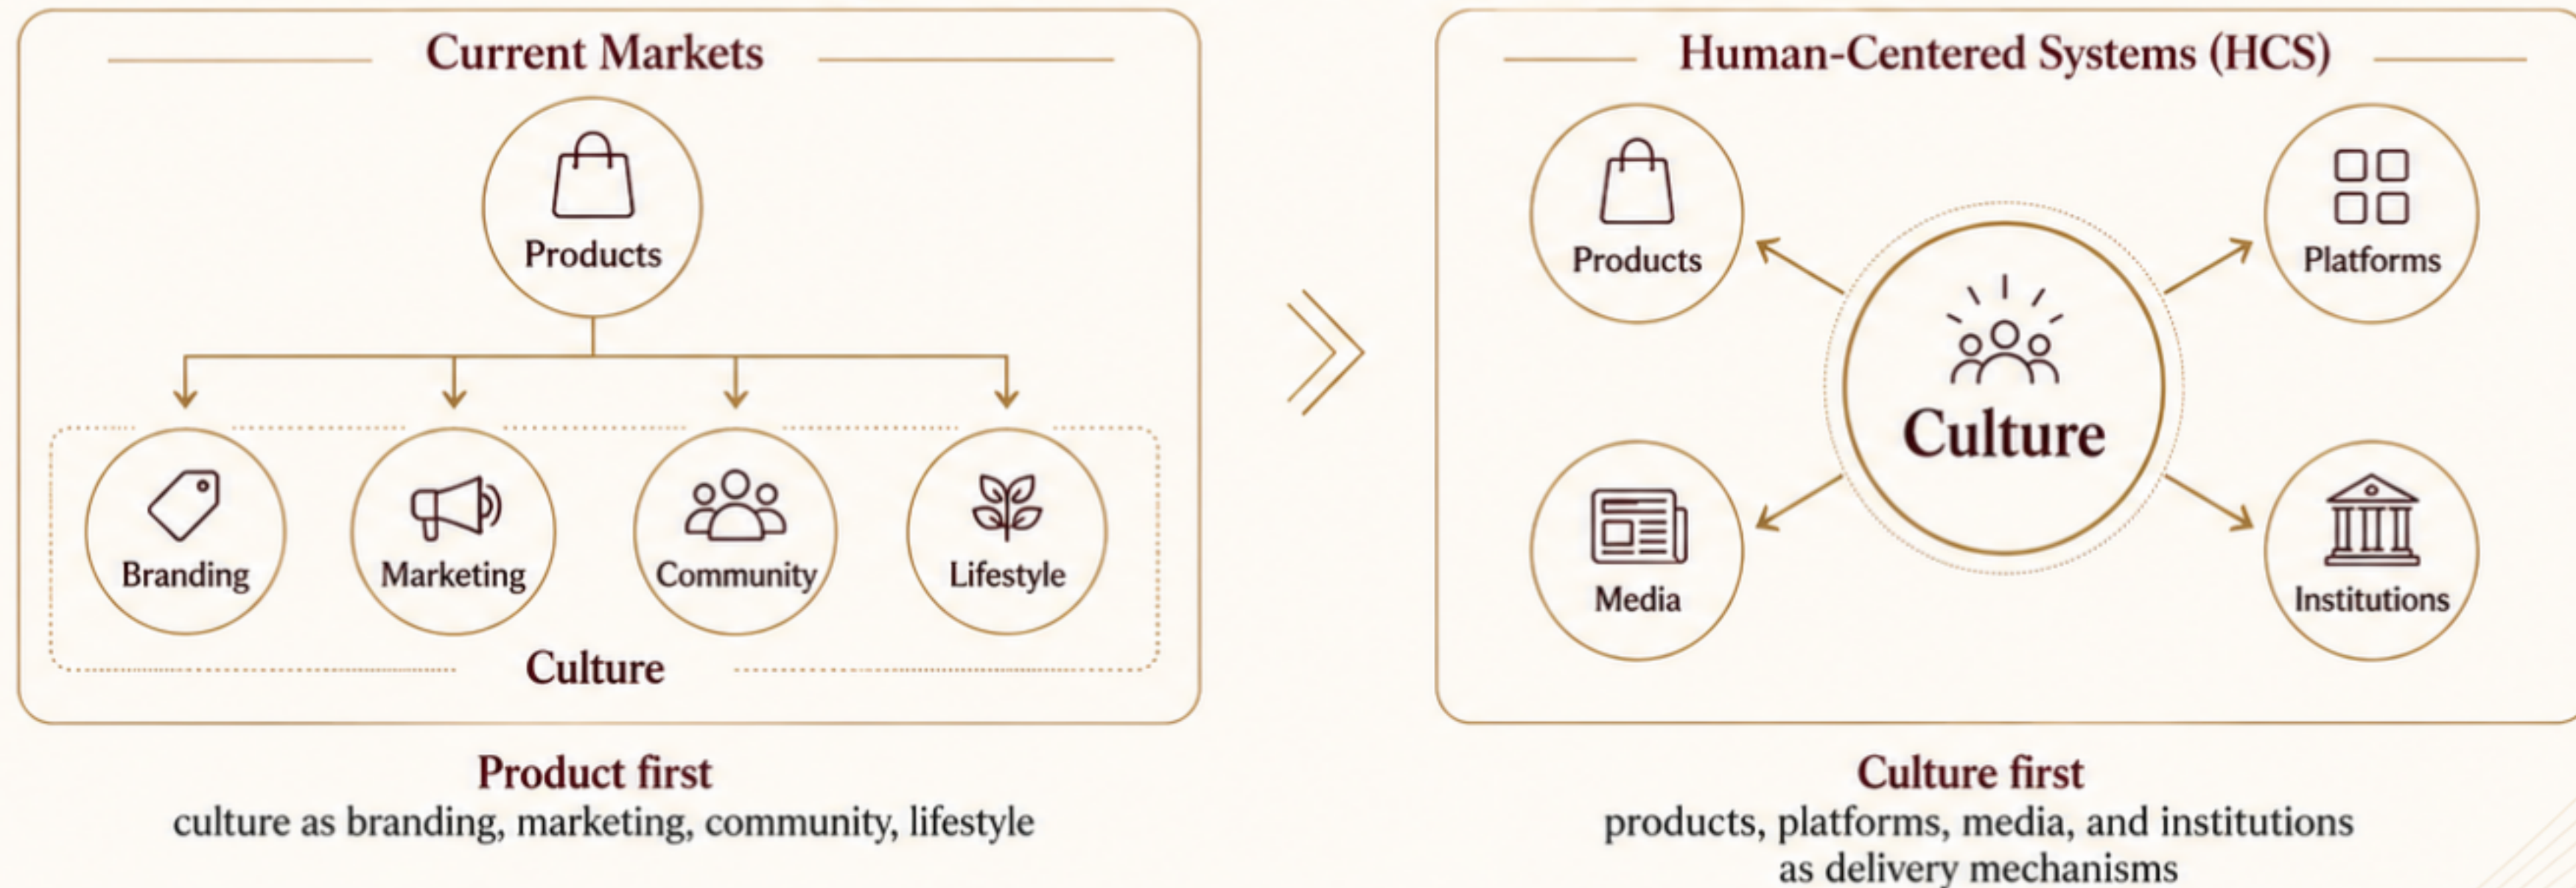 Current Markets
Products
Branding
Marketing
Community
Lifestyle
Culture
Product first
culture as branding, marketing, community, lifestyle
Human-Centered Systems (HCS)
Products
Platforms
Culture
Media
Institutions
Culture first
products, platforms, media, and institutions
as delivery mechanisms